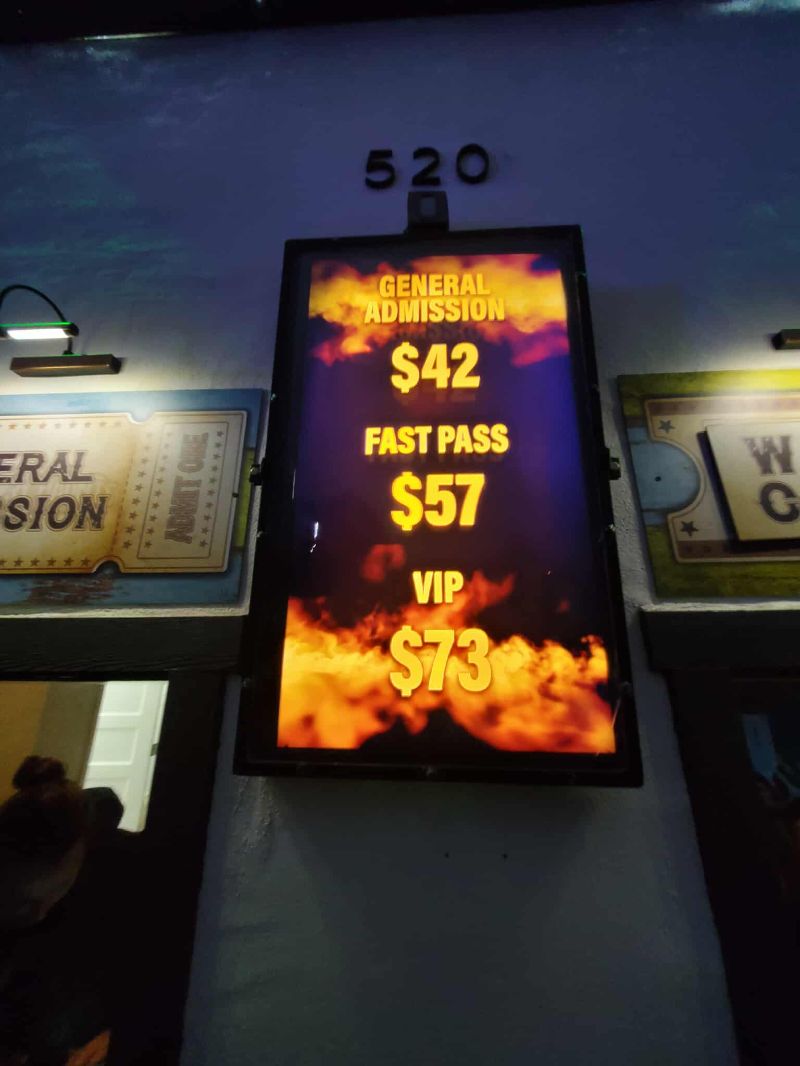 520
GENERAL
ADMISSION
$42
FAST PASS
$57
VIP
$73
ERAL
SSION
ADMIT ONE
W
C